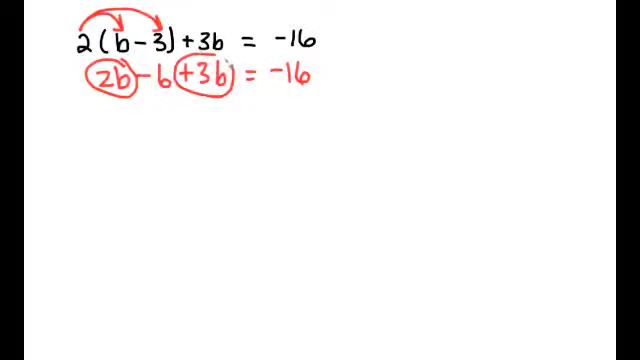 2(b - 3) + 3b = -16
2b - 6 + 3b = -16